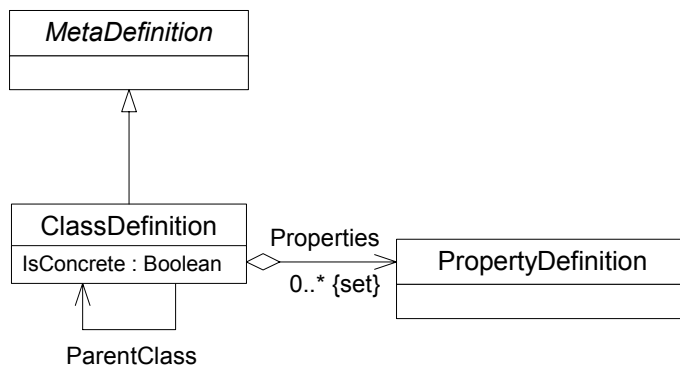 MetaDefinition
ClassDefinition
IsConcrete : Boolean
Properties
0..* {set}
PropertyDefinition
ParentClass